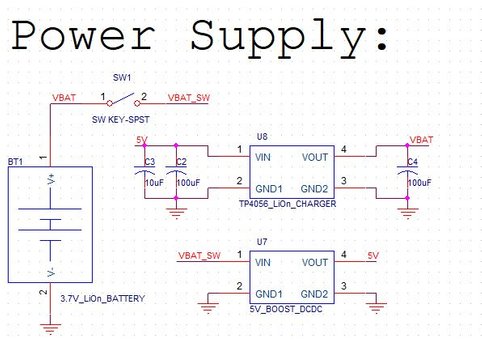 Power Supply:
SW1
VBAT 1 2 VBAT_SW
SW KEY-SPST
5V U8 VBAT
1 VIN VOUT 4
BT1 C3 C2 C4
1 V+ 10uF 100uF 2 GND1 GND2 3 100uF
TP4056_LiOn_CHARGER
U7
VBAT_SW 1 VIN VOUT 4 5V
V-
2 3.7V_LiOn_BATTERY 2 GND1 GND2 3
5V_BOOST_DCDC